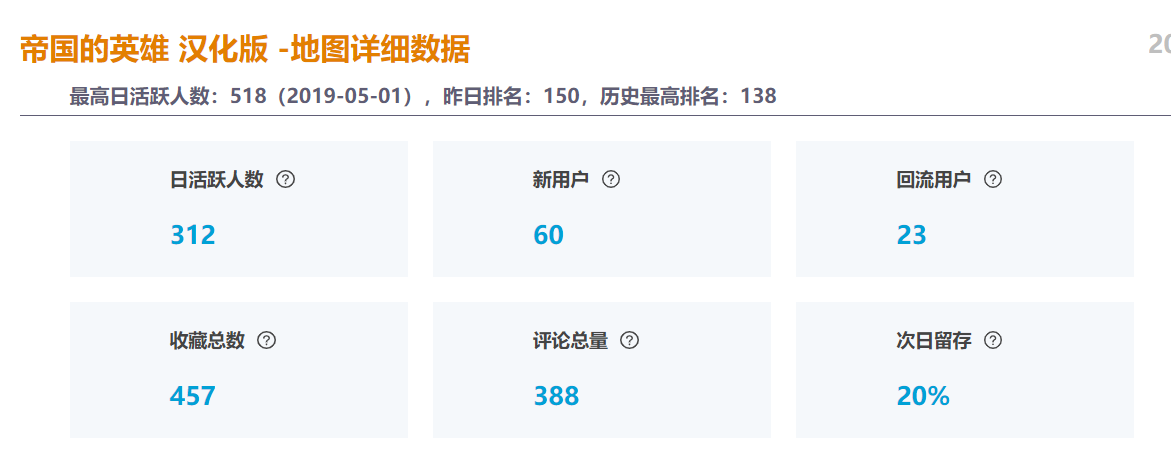 帝国的英雄 汉化版 -地图详细数据
20
最高日活跃人数：518（2019-05-01），昨日排名：150，历史最高排名：138
日活跃人数 ? 新用户 ? 回流用户 ?
312 60 23
收藏总数 ? 评论总量 ? 次日留存 ?
457 388 20%